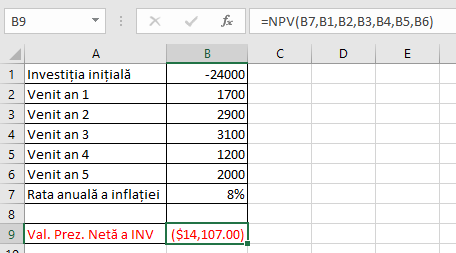 B9 =NPV(B7,B1,B2,B3,B4,B5,B6)
A B C D E
1 Investiția inițială -24000
2 Venit an 1 1700
3 Venit an 2 2900
4 Venit an 3 3100
5 Venit an 4 1200
6 Venit an 5 2000
7 Rata anuală a inflației 8%
8
9 Val. Prez. Netă a INV ($14,107.00)
10